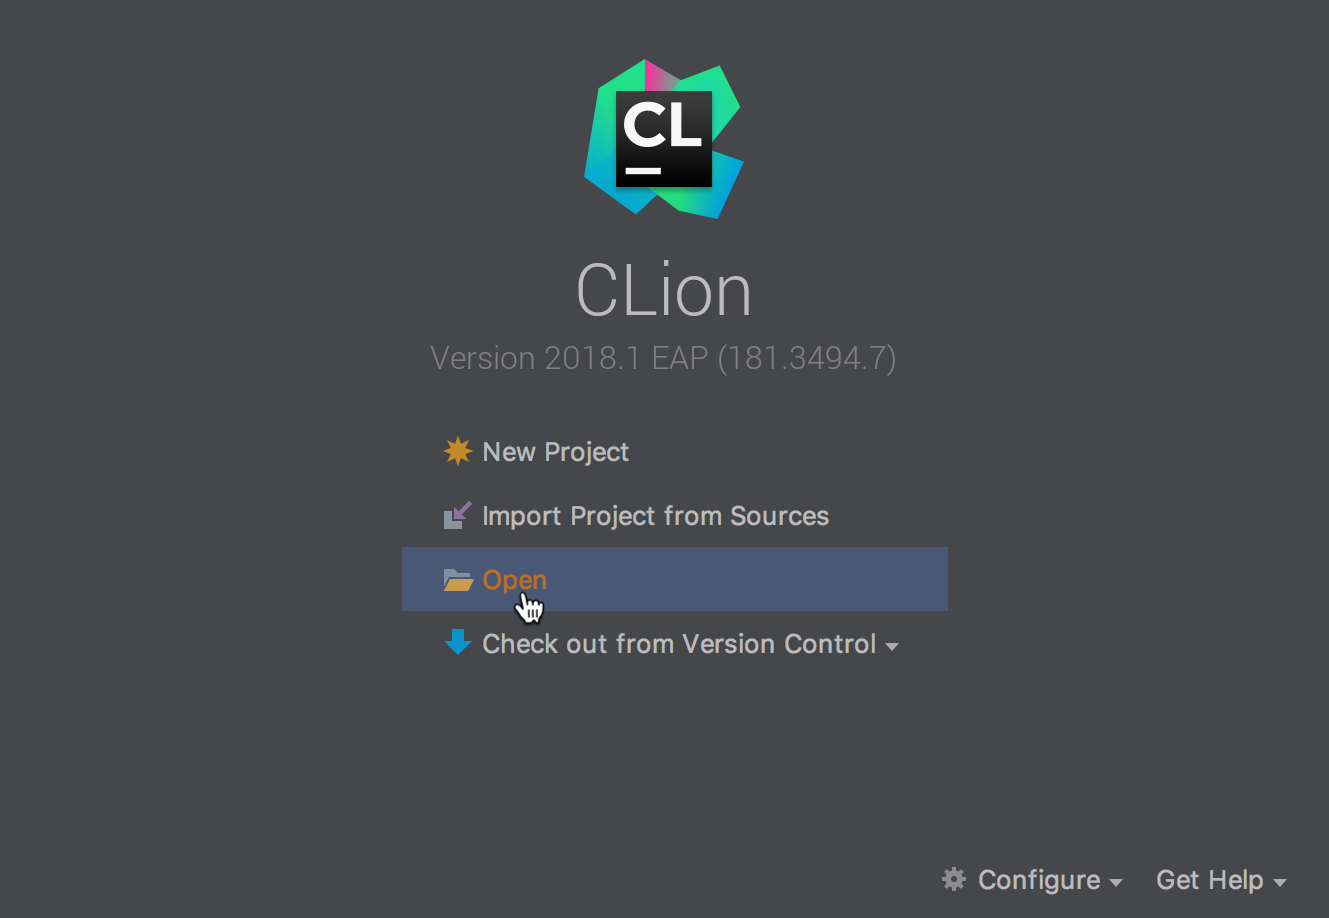 CL
CLion
Version 2018.1 EAP (181.3494.7)
New Project
Import Project from Sources
Open
Check out from Version Control
Configure
Get Help